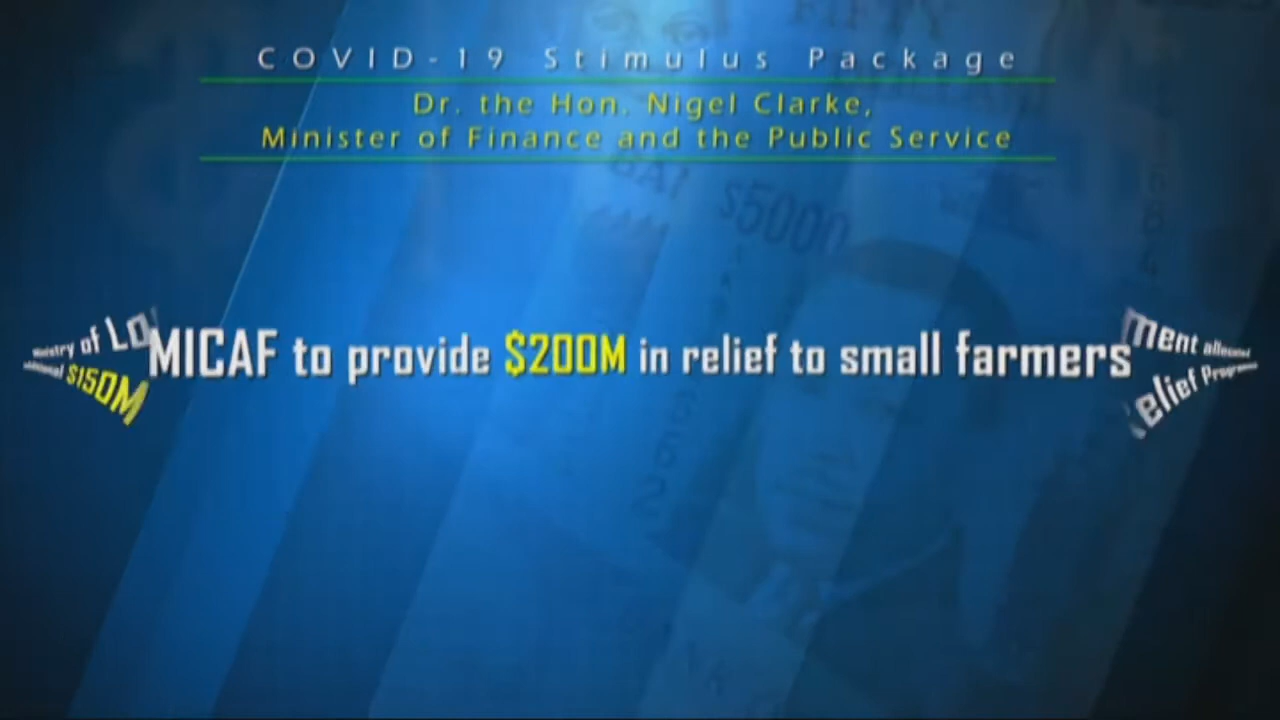 COVID-19 Stimulus Package
Dr. the Hon. Nigel Clarke,
Minister of Finance and the Public Service
$5000
MICAF to provide $200M in relief to small farmers
$150M